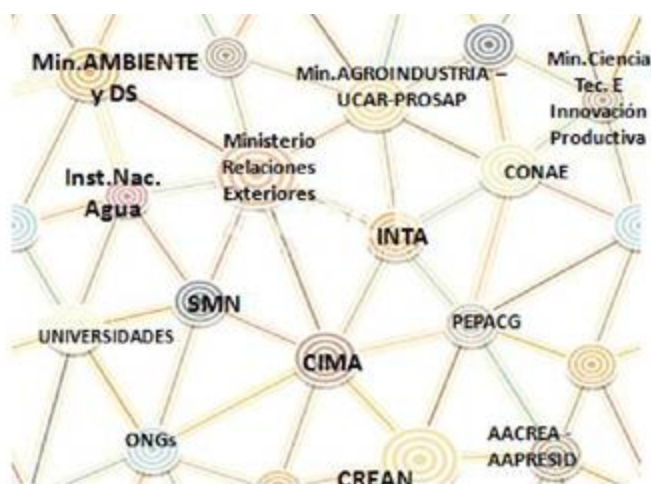 Min.AMBIENTE
y DS
Min.AGROINDUSTRIA –
UCAR-PROSAP
Min.Ciencia
Tec. E
Innovación
Productiva
Ministerio
Relaciones
Exteriores
CONAE
Inst.Nac.
Agua
INTA
SMN
UNIVERSIDADES
PEPACG
CIMA
ONGs
AACREA -
AAPRESID
CREAN